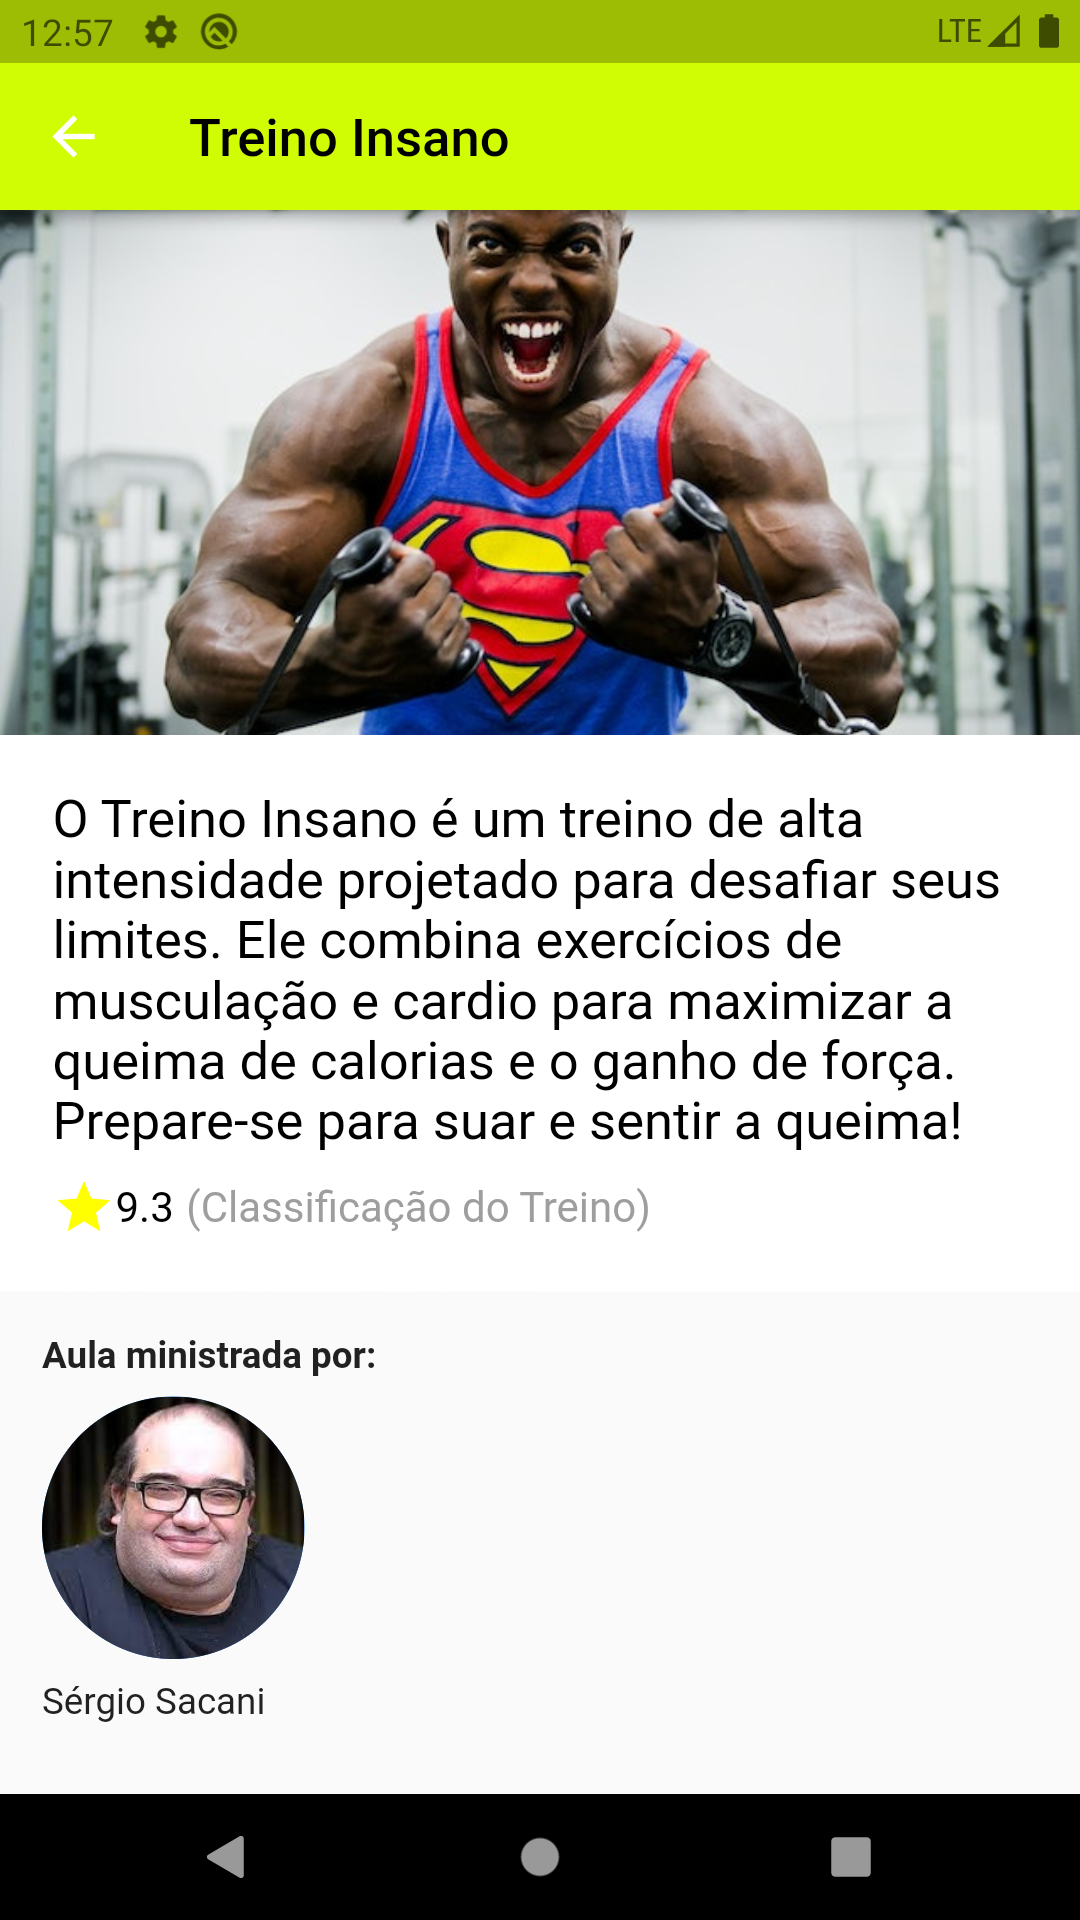 12:57 LTE
Treino Insano
S
O Treino Insano é um treino de alta
intensidade projetado para desafiar seus
limites. Ele combina exercícios de
musculação e cardio para maximizar a
queima de calorias e o ganho de força.
Prepare-se para suar e sentir a queima!
9.3 (Classificação do Treino)
Aula ministrada por:
Sérgio Sacani